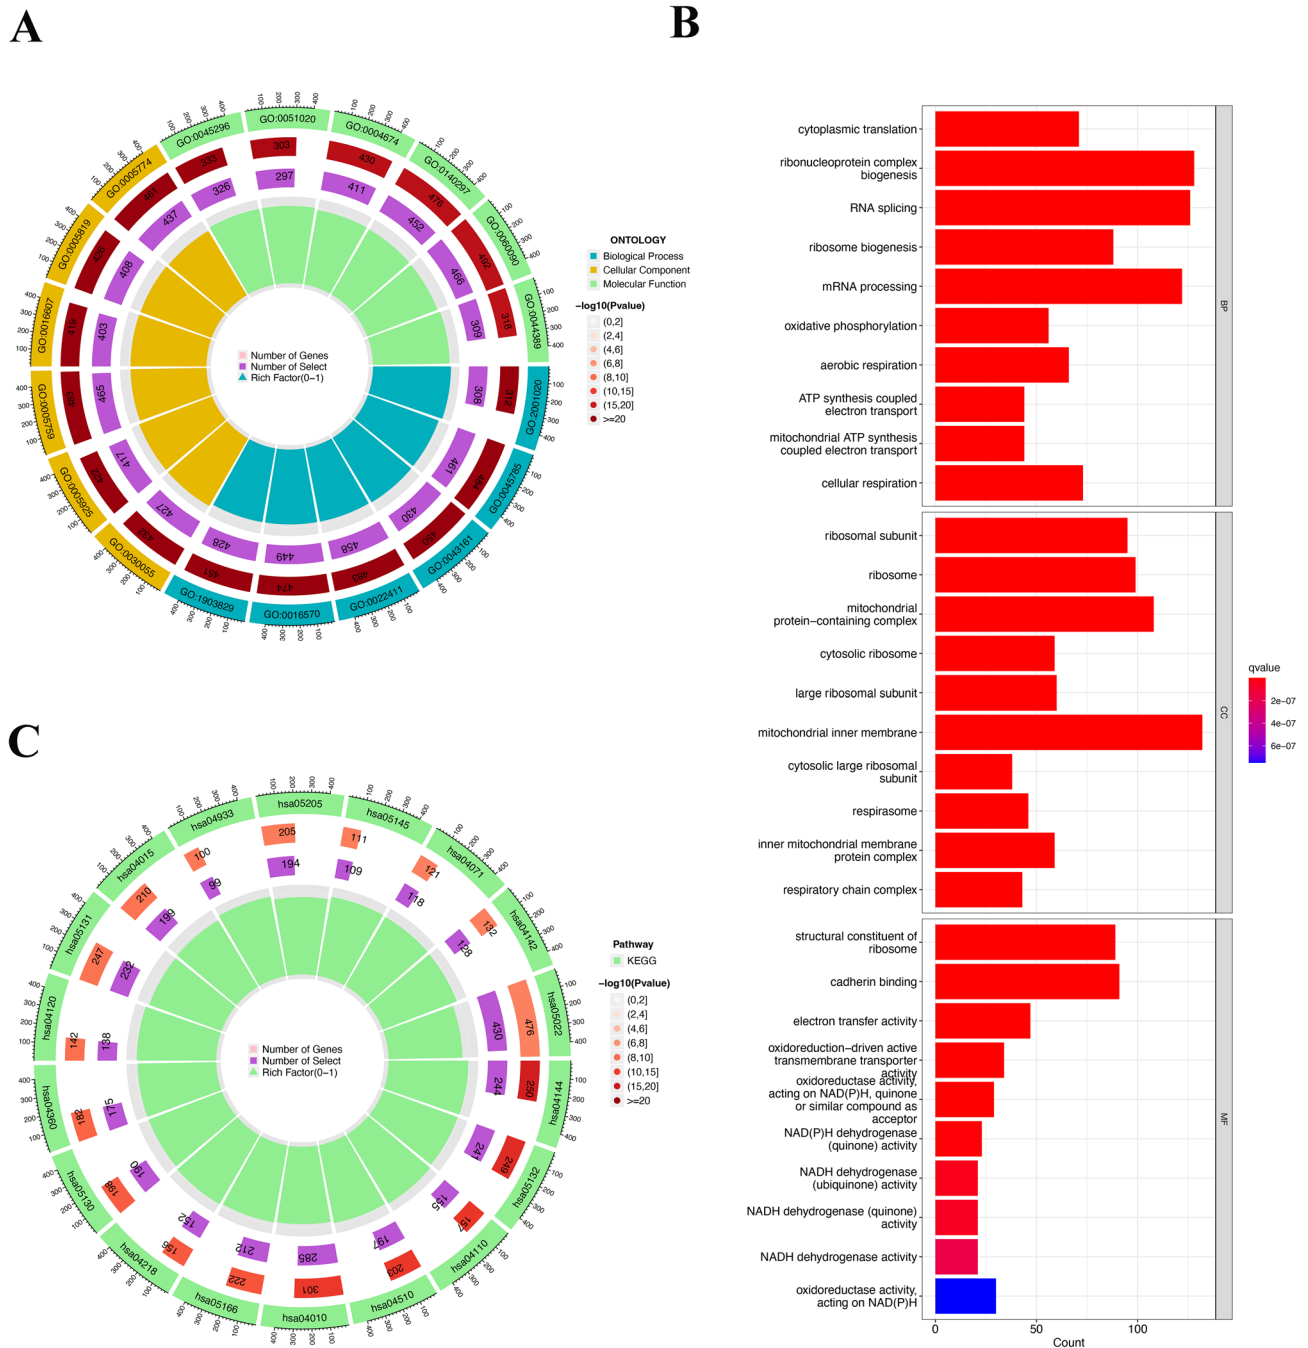 A
GO:0051020
GO:0004674
GO:0140297
GO:0060090
GO:0044389
GO:2001020
GO:0045785
GO:0043161
GO:0022411
GO:0016570
GO:1903829
GO:0030055
GO:0005925
GO:0005759
GO:0016607
GO:0005819
GO:0005774
GO:0045296
303
430
476
492
318
312
484
450
483
474
451
432
422
483
419
426
461
333
297
411
452
466
309
308
461
430
458
449
428
427
417
465
403
408
437
326
Number of Genes
Number of Select
Rich Factor(0−1)
ONTOLOGY
Biological Process
Cellular Component
Molecular Function
−log10(Pvalue)
(0,2]
(2,4]
(4,6]
(6,8]
(8,10]
(10,15]
(15,20]
>=20
B
cytoplasmic translation
ribonucleoprotein complex
biogenesis
RNA splicing
ribosome biogenesis
mRNA processing
oxidative phosphorylation
aerobic respiration
ATP synthesis coupled
electron transport
mitochondrial ATP synthesis
coupled electron transport
cellular respiration
BP
ribosomal subunit
ribosome
mitochondrial
protein−containing complex
cytosolic ribosome
large ribosomal subunit
mitochondrial inner membrane
cytosolic large ribosomal
subunit
respirasome
inner mitochondrial membrane
protein complex
respiratory chain complex
CC
structural constituent of
ribosome
cadherin binding
electron transfer activity
oxidoreduction−driven active
transmembrane transporter
activity
oxidoreductase activity,
acting on NAD(P)H, quinone
or similar compound as
acceptor
NAD(P)H dehydrogenase
(quinone) activity
NADH dehydrogenase
(ubiquinone) activity
NADH dehydrogenase (quinone)
activity
NADH dehydrogenase activity
oxidoreductase activity,
acting on NAD(P)H
MF
0
50
100
Count
qvalue
2e−07
4e−07
6e−07
C
hsa05205
hsa05145
hsa04071
hsa04142
hsa05022
hsa04144
hsa05132
hsa04110
hsa04510
hsa04010
hsa05166
hsa04218
hsa05130
hsa04360
hsa04120
hsa05131
hsa04015
hsa04933
205
111
121
132
476
250
249
157
203
301
222
156
198
182
142
247
210
100
194
109
118
128
430
244
241
155
197
285
212
152
190
175
138
232
199
99
Number of Genes
Number of Select
Rich Factor(0−1)
Pathway
KEGG
−log10(Pvalue)
(0,2]
(2,4]
(4,6]
(6,8]
(8,10]
(10,15]
(15,20]
>=20